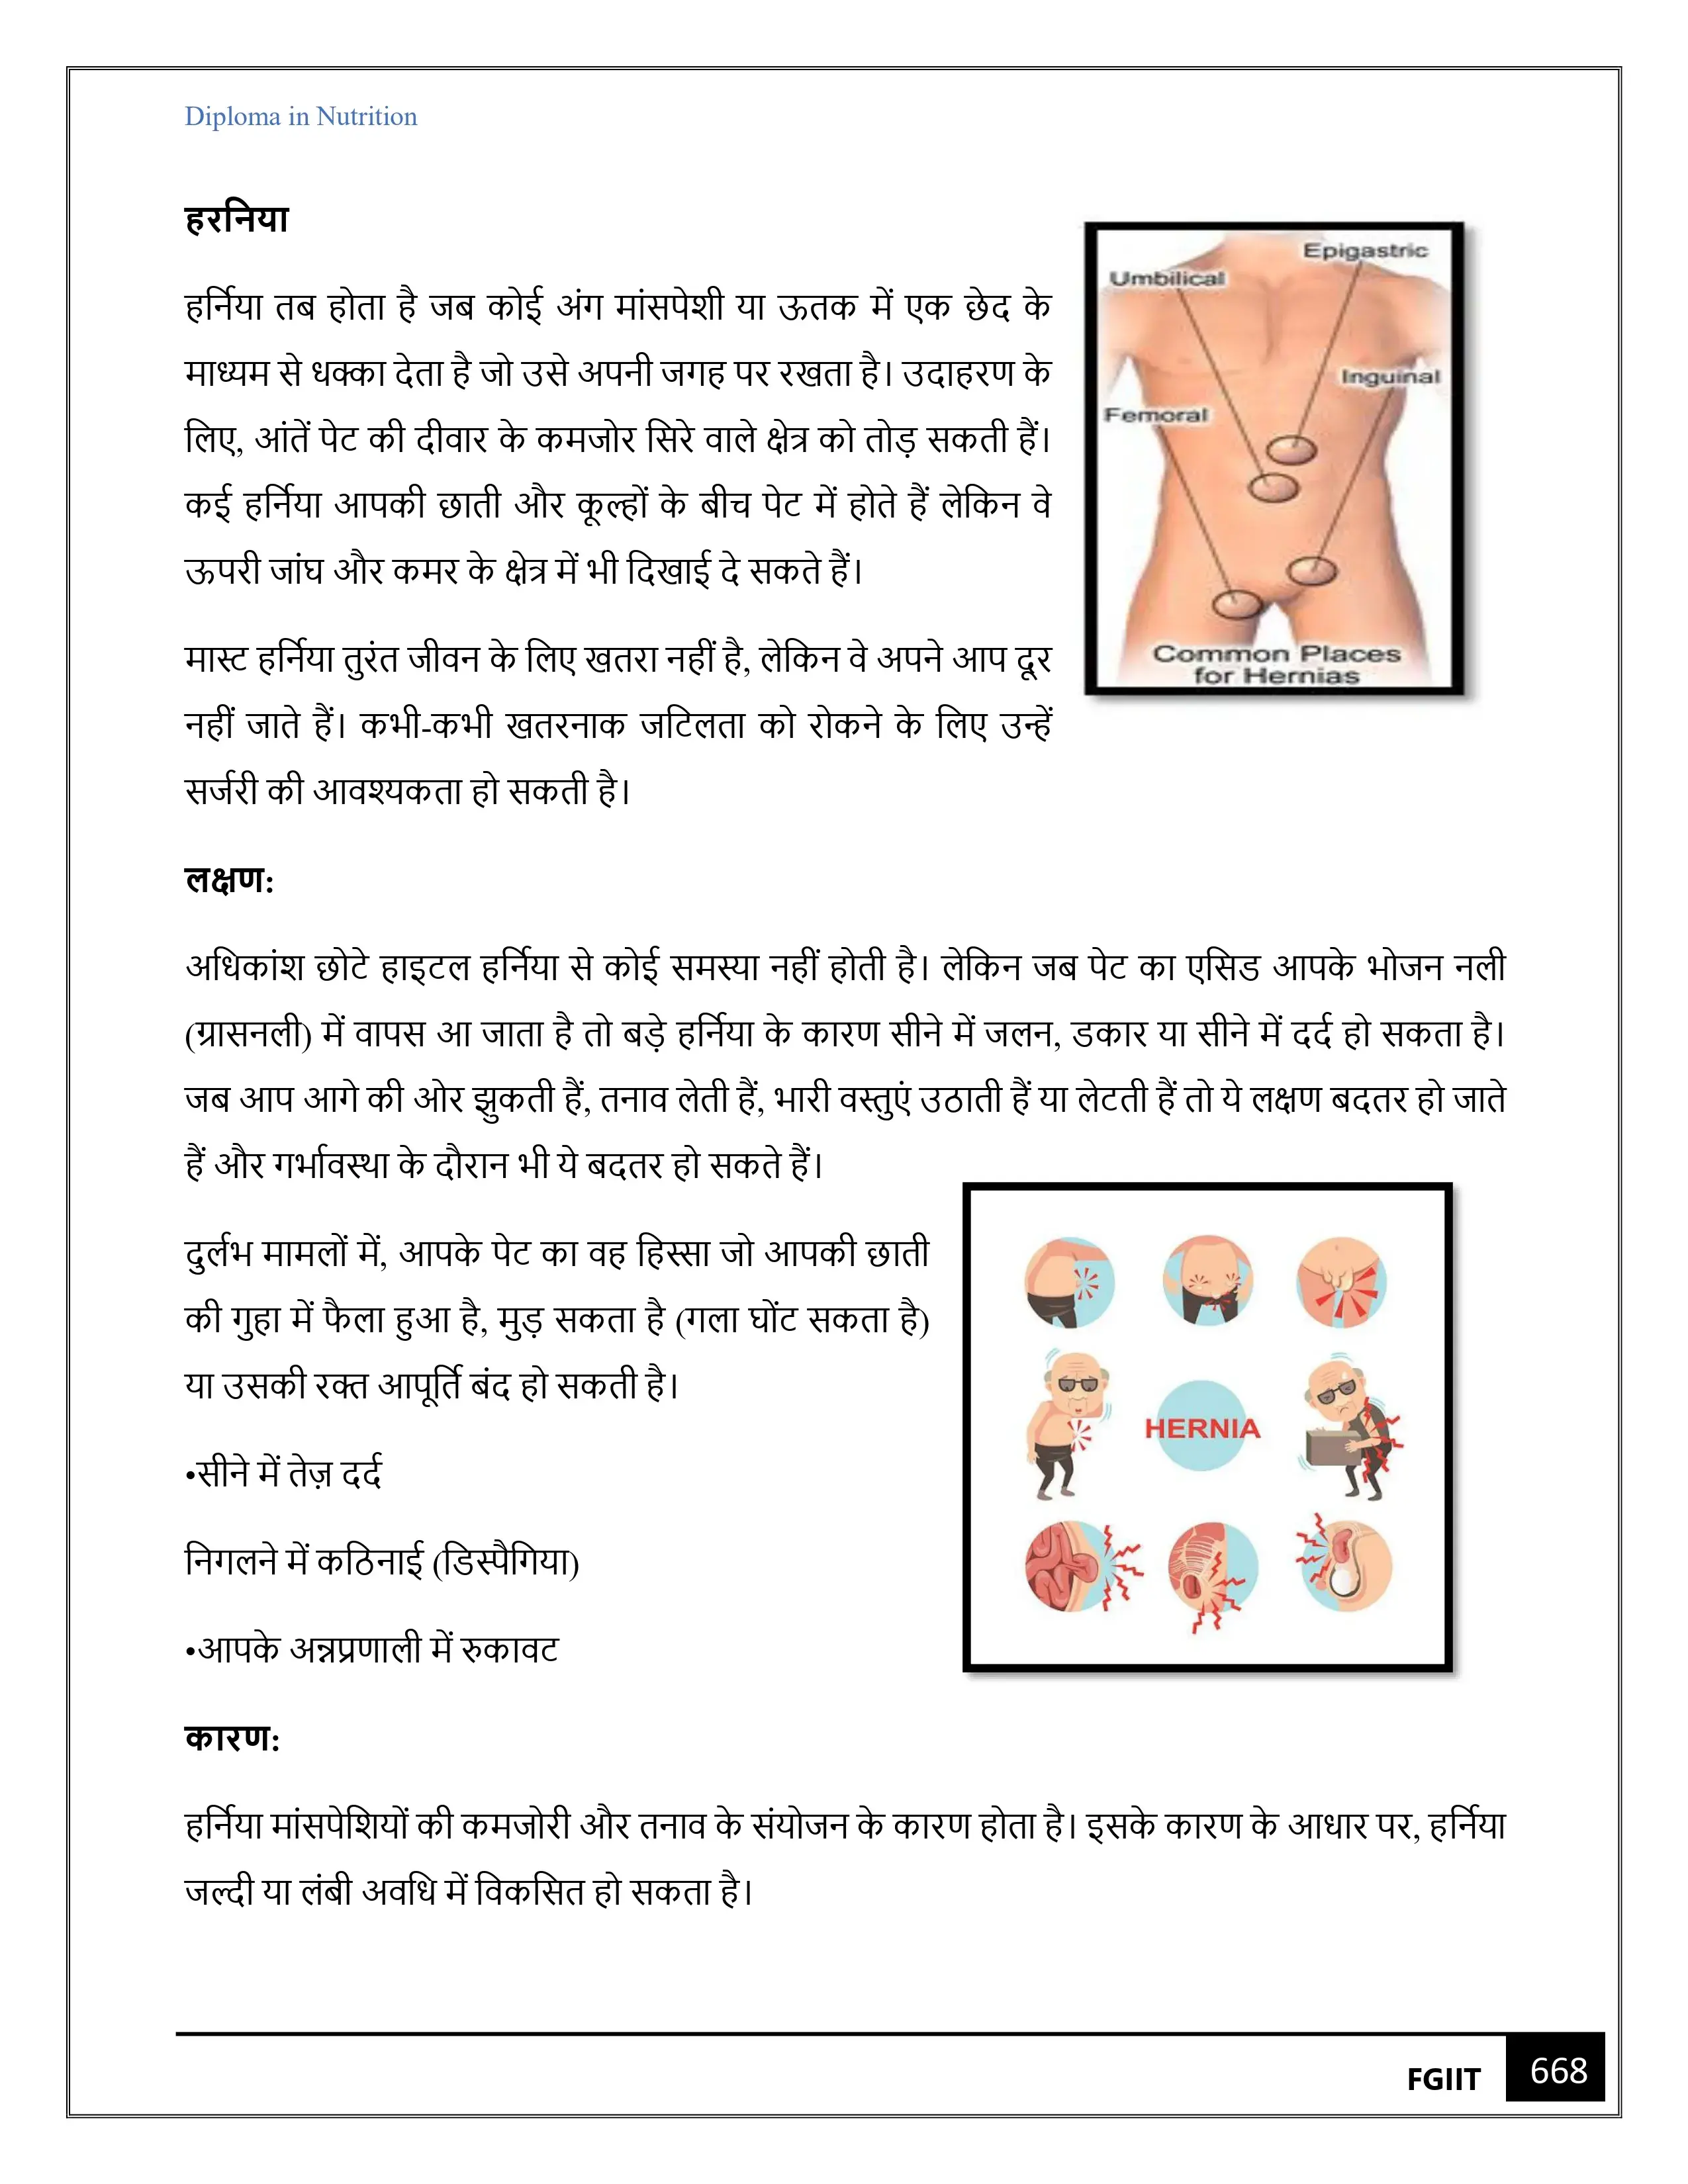 Diploma in Nutrition
हरनिया
हर्निया तब होता है जब कोई अंग मांसपेशी या ऊतक में एक छेद के
माध्यम से धक्का देता है जो उसे अपनी जगह पर रखता है। उदाहरण के
लिए, आंतें पेट की दीवार के कमजोर सिरे वाले क्षेत्र को तोड़ सकती हैं।
कई हर्निया आपकी छाती और कूल्हों के बीच पेट में होते हैं लेकिन वे
ऊपरी जांघ और कमर के क्षेत्र में भी दिखाई दे सकते हैं।
Epigastric
Umbilical
Inguinal
Femoral
Common Places
for Hernias
मास्ट हर्निया तुरंत जीवन के लिए खतरा नहीं है, लेकिन वे अपने आप दूर
नहीं जाते हैं। कभी-कभी खतरनाक जटिलता को रोकने के लिए उन्हें
सर्जरी की आवश्यकता हो सकती है।
लक्षण:
अधिकांश छोटे हाइटल हर्निया से कोई समस्या नहीं होती है। लेकिन जब पेट का एसिड आपके भोजन नली
(ग्रासनली) में वापस आ जाता है तो बड़े हर्निया के कारण सीने में जलन, डकार या सीने में दर्द हो सकता है।
जब आप आगे की ओर झुकती हैं, तनाव लेती हैं, भारी वस्तुएं उठाती हैं या लेटती हैं तो ये लक्षण बदतर हो जाते
हैं और गर्भावस्था के दौरान भी ये बदतर हो सकते हैं।
दुर्लभ मामलों में, आपके पेट का वह हिस्सा जो आपकी छाती
की गुहा में फैला हुआ है, मुड़ सकता है (गला घोंट सकता है)
या उसकी रक्त आपूर्ति बंद हो सकती है।
•सीने में तेज़ दर्द
निगलने में कठिनाई (डिस्पैगिया)
•आपके अन्नप्रणाली में रुकावट
HERNIA
कारण:
हर्निया मांसपेशियों की कमजोरी और तनाव के संयोजन के कारण होता है। इसके कारण के आधार पर, हर्निया
जल्दी या लंबी अवधि में विकसित हो सकता है।
FGIIT 668